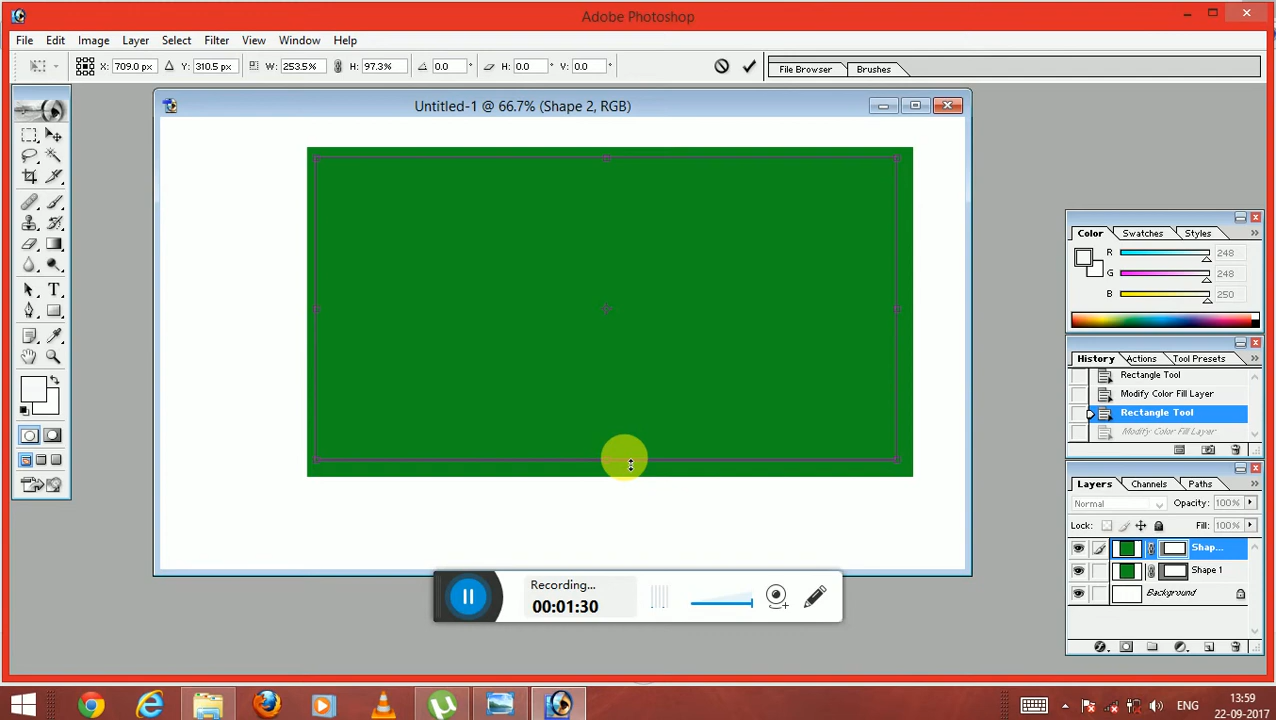 Adobe Photoshop
File Edit Image Layer Select Filter View Window Help
X: 709.0 px Y: 310.5 px W: 253.5% H: 97.3% 0.0 ° H: 0.0 ° V: 0.0 ° File Browser Brushes
Untitled-1 @ 66.7% (Shape 2, RGB)
Color Swatches Styles
R 248
G 248
B 250
History Actions Tool Presets
Rectangle Tool
Modify Color Fill Layer
Rectangle Tool
Modify Color Fill Layer
Layers Channels Paths
Normal Opacity: 100%
Lock: Fill: 100%
Shap...
Shape 1
Background
Recording...
00:01:30
ENG
13:59
22-09-2017